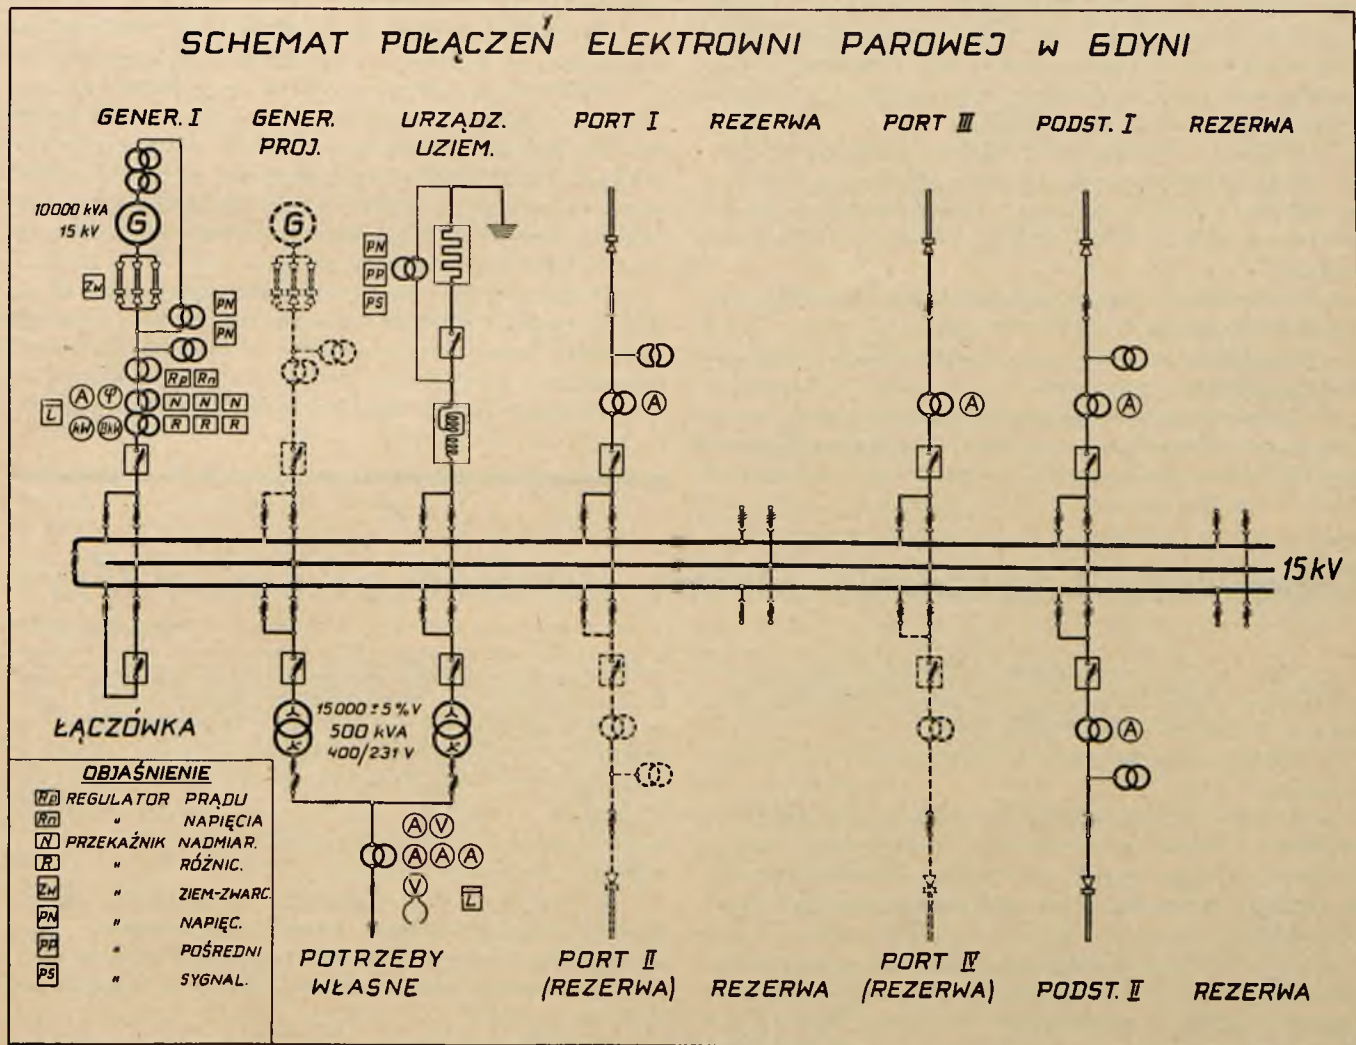 SCHEMAT POŁĄCZEŃ ELEKTROWNI PAROWEJ w GDYNI
GENER. I
GENER. PROJ.
URZĄDZ. UZIEM.
PORT I
REZERWA
PORT III
PODST. I
REZERWA
10000 kVA
15 kV
G
G
Zw
PN
PN
PN
PP
PS
Rp Rn
A φ N N N
L
kW R R R
A
A
A
15 kV
ŁĄCZÓWKA
15000 ± 5% V
500 kVA
400/231 V
A
A V
A A A
V
L
POTRZEBY WŁASNE
PORT II (REZERWA)
REZERWA
PORT IV (REZERWA)
PODST. II
REZERWA
OBJAŚNIENIE
Rp REGULATOR PRĄDU
Rn " NAPIĘCIA
N PRZEKAŹNIK NADMIAR.
R " RÓŻNIC.
Zw " ZIEM-ZWARC.
PN " NAPIĘC.
PP " POŚREDNI
PS " SYGNAL.